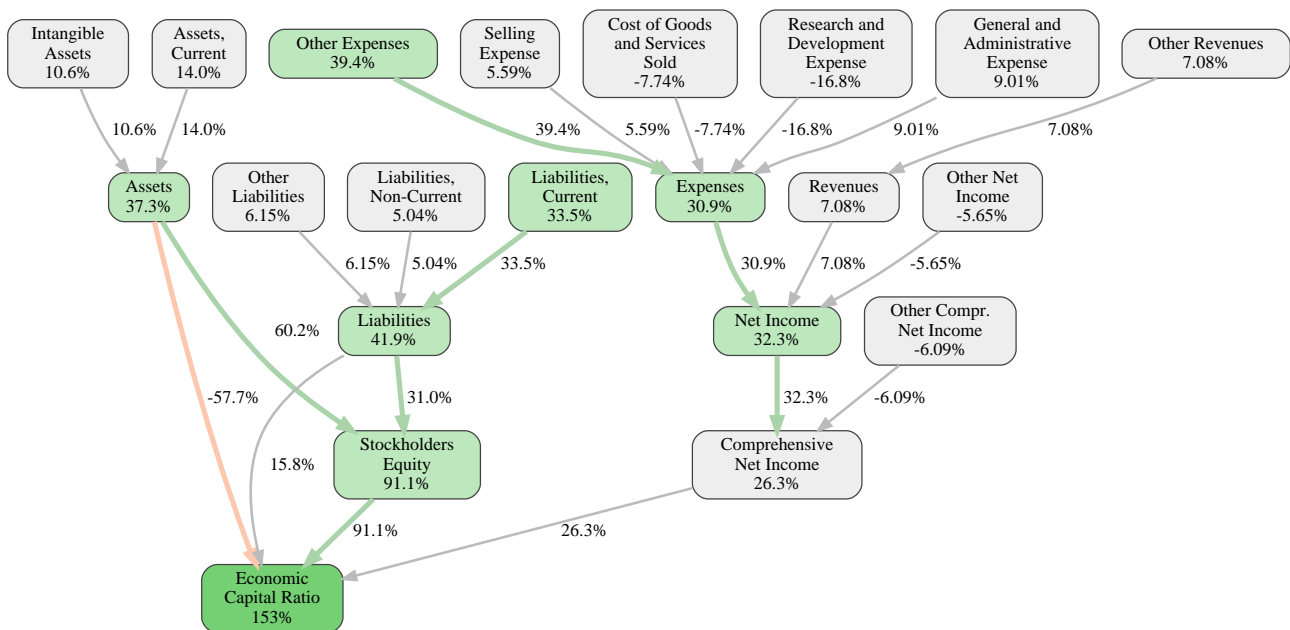 Intangible
Assets
10.6%
Assets,
Current
14.0%
Other Expenses
39.4%
Selling
Expense
5.59%
Cost of Goods
and Services
Sold
-7.74%
Research and
Development
Expense
-16.8%
General and
Administrative
Expense
9.01%
Other Revenues
7.08%
10.6%
14.0%
39.4%
5.59%
-7.74%
-16.8%
9.01%
7.08%
Assets
37.3%
Other
Liabilities
6.15%
Liabilities,
Non-Current
5.04%
Liabilities,
Current
33.5%
Expenses
30.9%
Revenues
7.08%
Other Net
Income
-5.65%
6.15%
5.04%
33.5%
30.9%
7.08%
-5.65%
60.2%
Liabilities
41.9%
Net Income
32.3%
Other Compr.
Net Income
-6.09%
-57.7%
31.0%
32.3%
-6.09%
15.8%
Stockholders
Equity
91.1%
Comprehensive
Net Income
26.3%
91.1%
26.3%
Economic
Capital Ratio
153%